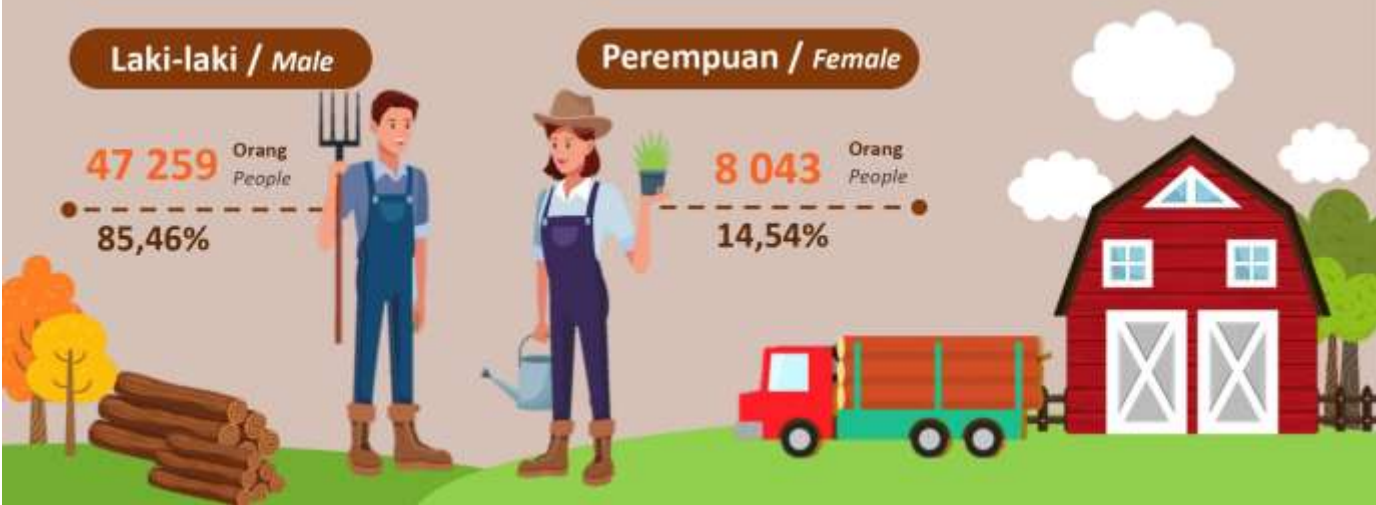 Laki-laki / Male
47 259 Orang
People
85,46%
Perempuan / Female
8 043 Orang
People
14,54%